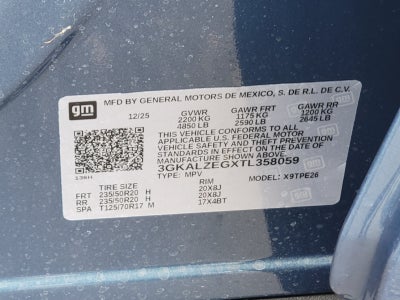 gm
MFD BY GENERAL MOTORS DE MEXICO, S. DE R.L. DE C.V.
12/25 GVWR GAWR FRT GAWR RR
2200 KG 1175 KG 1200 KG
4850 LB 2590 LB 2645 LB
THIS VEHICLE CONFORMS TO ALL
APPLICABLE U.S. FEDERAL MOTOR
VEHICLE SAFETY AND THEFT PREVENTION
STANDARDS IN EFFECT ON THE DATE OF
MANUFACTURE SHOWN ABOVE.
3GKALZEGXTL358059
TYPE: MPV MODEL: X9TPE26
TIRE SIZE RIM
FRT 235/50R20 H 20X8J
RR 235/50R20 H 20X8J
SPA T125/70R17 M 17X4BT